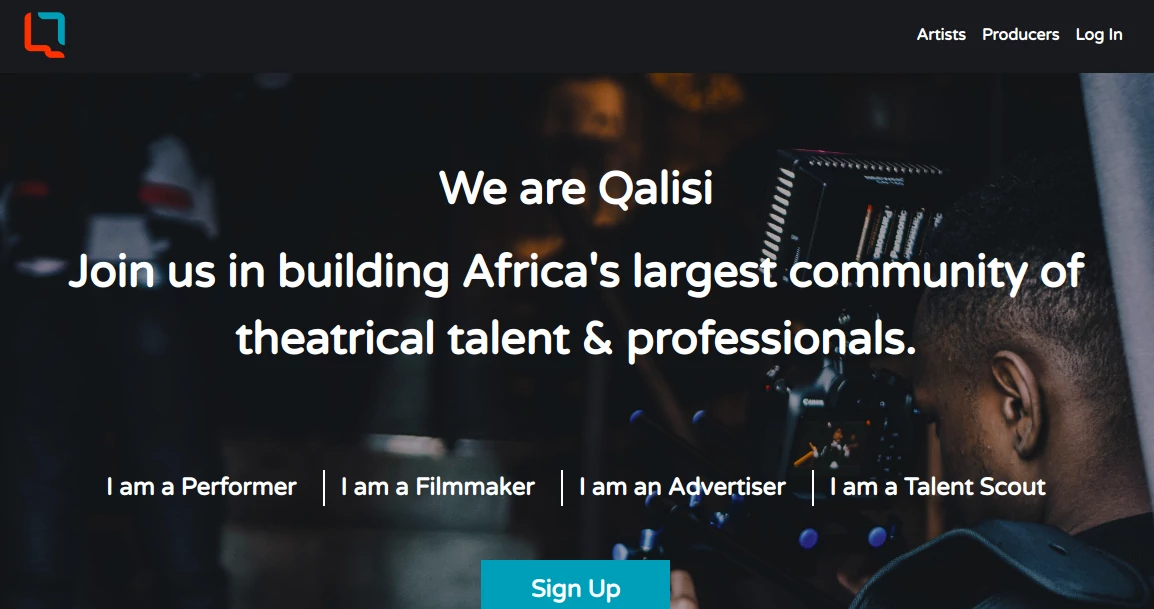 Artists Producers Log In
We are Qalisi
Join us in building Africa's largest community of
theatrical talent & professionals.
Canon
I am a Performer I am a Filmmaker I am an Advertiser I am a Talent Scout
Sign Up